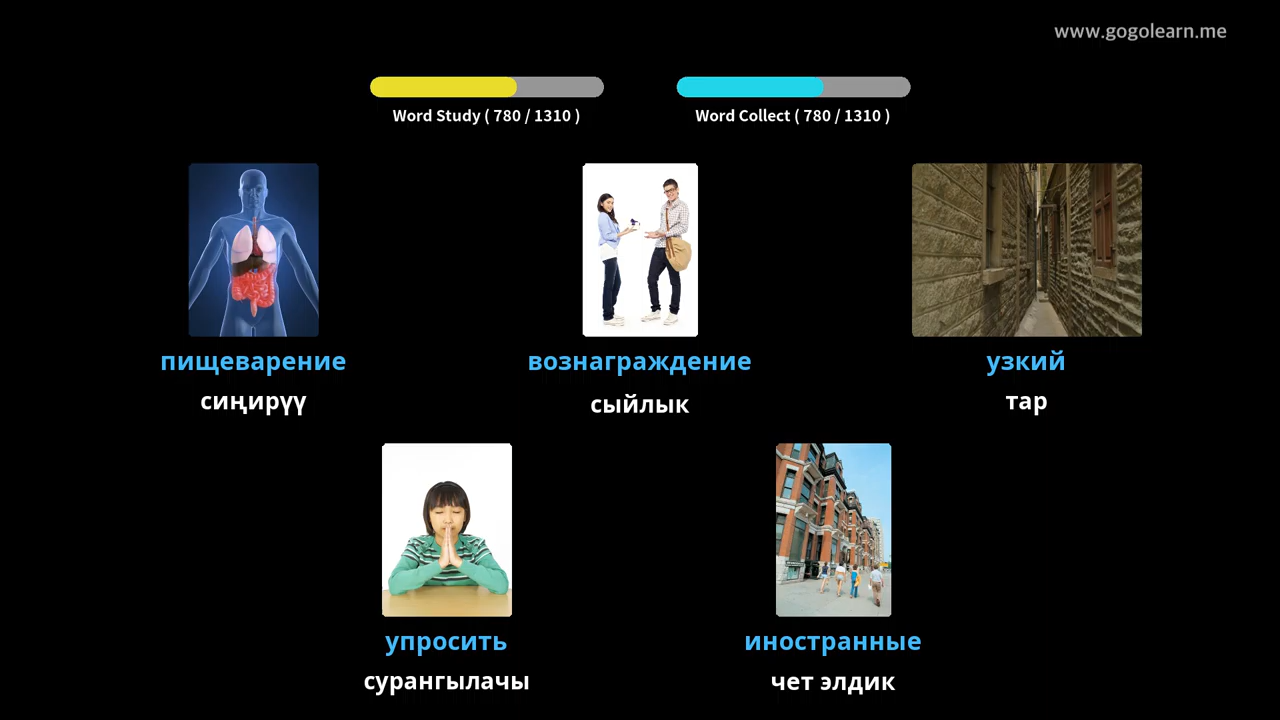 www.gogolearn.me
Word Study ( 780 / 1310 )
Word Collect ( 780 / 1310 )
пищеварение
сиңирүү
вознаграждение
сыйлык
узкий
тар
упросить
сурангылачы
иностранные
чет элдик